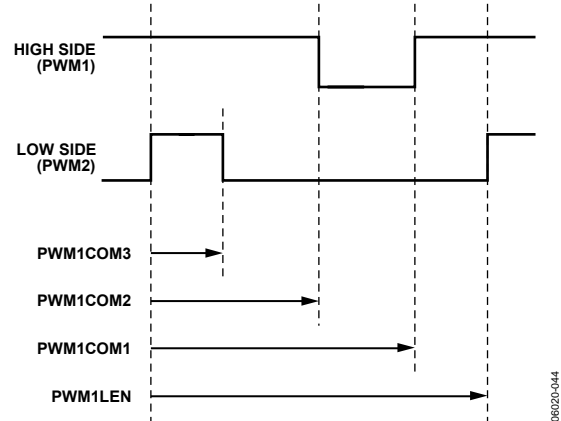 HIGH SIDE
(PWM1)
LOW SIDE
(PWM2)
PWM1COM3
PWM1COM2
PWM1COM1
PWM1LEN
06020-044